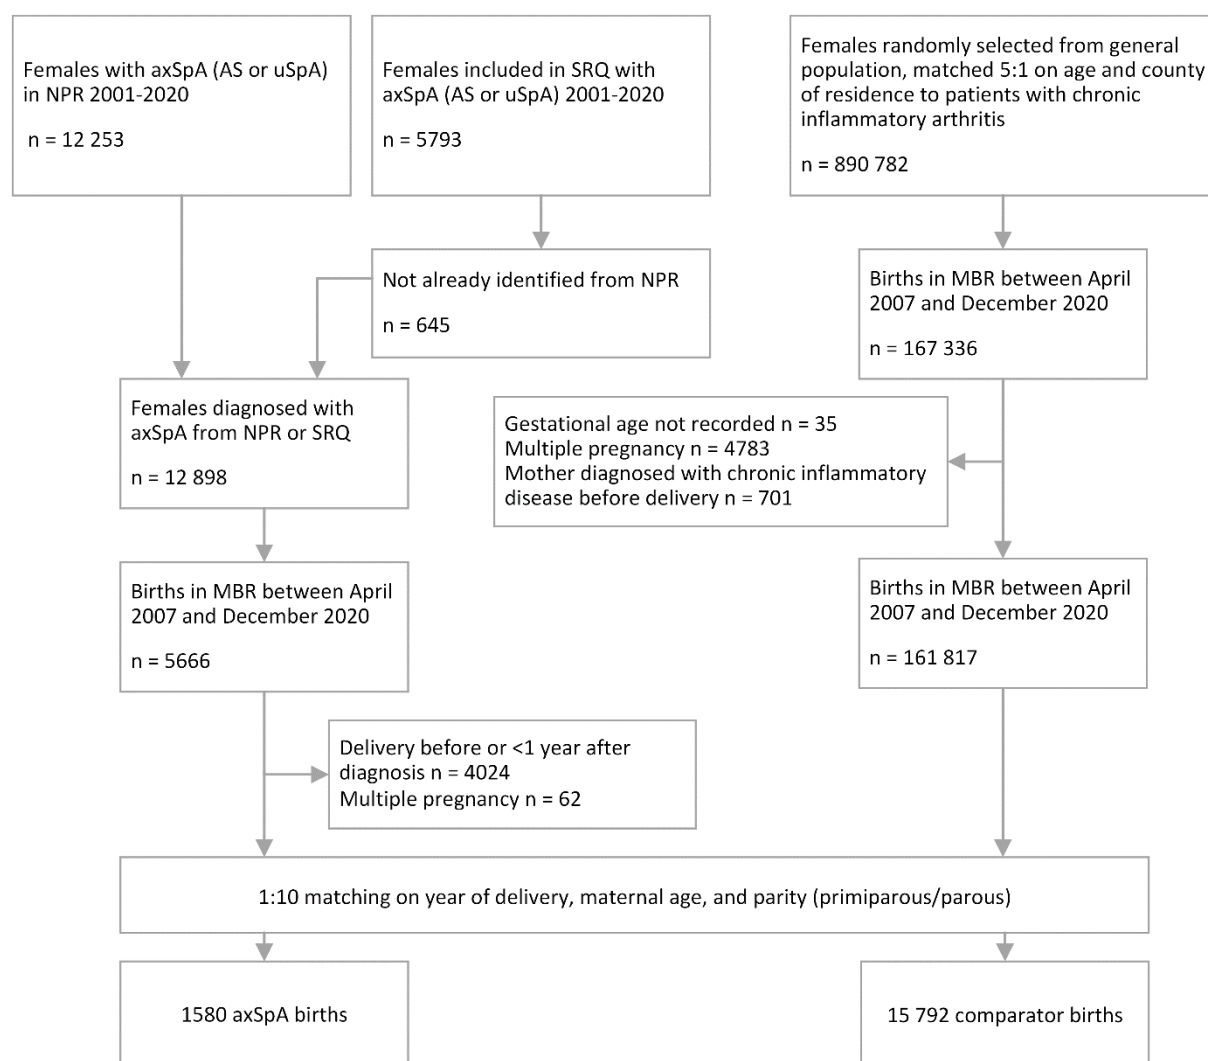 Females with axSpA (AS or uSpA)
in NPR 2001-2020
n = 12 253
Females included in SRQ with
axSpA (AS or uSpA) 2001-2020
n = 5793
Females randomly selected from general
population, matched 5:1 on age and county
of residence to patients with chronic
inflammatory arthritis
n = 890 782
Not already identified from NPR
n = 645
Births in MBR between April
2007 and December 2020
n = 167 336
Females diagnosed with
axSpA from NPR or SRQ
n = 12 898
Gestational age not recorded n = 35
Multiple pregnancy n = 4783
Mother diagnosed with chronic inflammatory
disease before delivery n = 701
Births in MBR between April
2007 and December 2020
n = 5666
Births in MBR between April
2007 and December 2020
n = 161 817
Delivery before or <1 year after
diagnosis n = 4024
Multiple pregnancy n = 62
1:10 matching on year of delivery, maternal age, and parity (primiparous/parous)
1580 axSpA births
15 792 comparator births